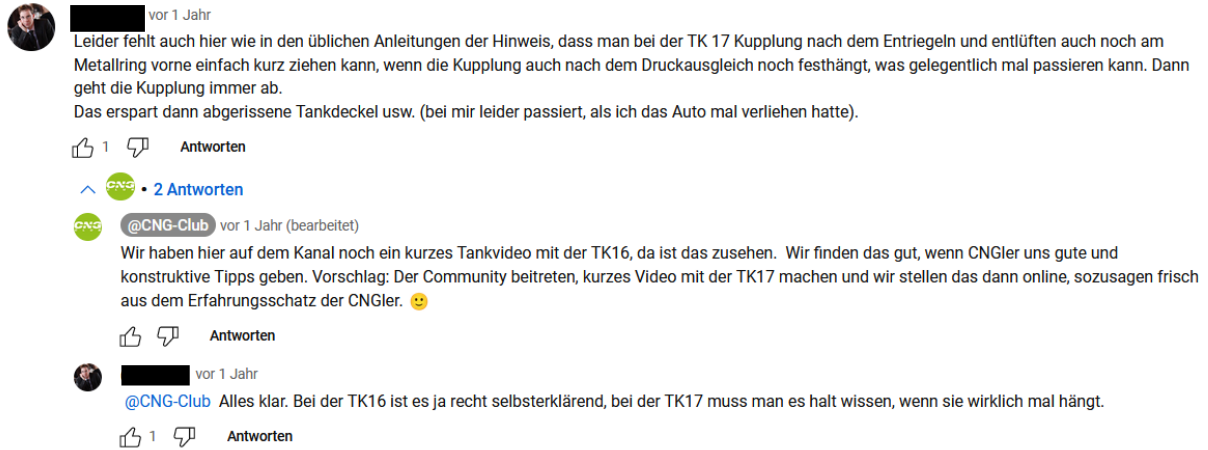 vor 1 Jahr
Leider fehlt auch hier wie in den üblichen Anleitungen der Hinweis, dass man bei der TK 17 Kupplung nach dem Entriegeln und entlüften auch noch am
Metallring vorne einfach kurz ziehen kann, wenn die Kupplung auch nach dem Druckausgleich noch festhängt, was gelegentlich mal passieren kann. Dann
geht die Kupplung immer ab.
Das erspart dann abgerissene Tankdeckel usw. (bei mir leider passiert, als ich das Auto mal verliehen hatte).
1 Antworten
CNG • 2 Antworten
CNG @CNG-Club vor 1 Jahr (bearbeitet)
Wir haben hier auf dem Kanal noch ein kurzes Tankvideo mit der TK16, da ist das zusehen. Wir finden das gut, wenn CNGler uns gute und
konstruktive Tipps geben. Vorschlag: Der Community beitreten, kurzes Video mit der TK17 machen und wir stellen das dann online, sozusagen frisch
aus dem Erfahrungsschatz der CNGler. 🙂
Antworten
vor 1 Jahr
@CNG-Club Alles klar. Bei der TK16 ist es ja recht selbsterklärend, bei der TK17 muss man es halt wissen, wenn sie wirklich mal hängt.
1 Antworten